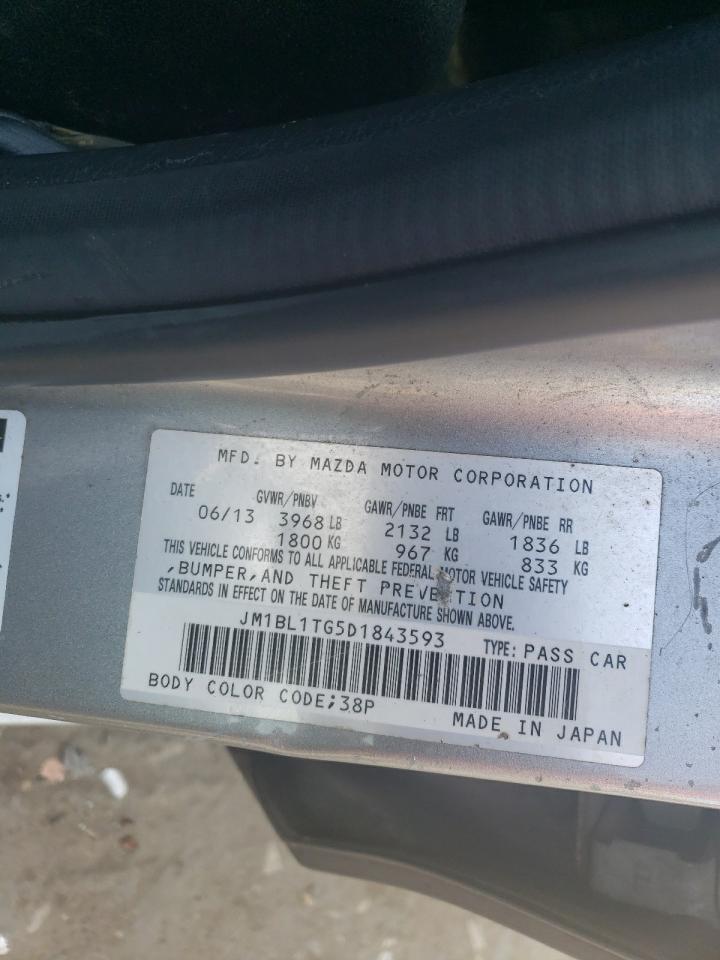 MFD. BY MAZDA MOTOR CORPORATION
DATE GVWR/PNBV GAWR/PNBE FRT GAWR/PNBE RR
06/13 3968 LB 2132 LB 1836 LB
1800 KG 967 KG 833 KG
THIS VEHICLE CONFORMS TO ALL APPLICABLE FEDERAL MOTOR VEHICLE SAFETY
,BUMPER,AND THEFT PREVENTION
STANDARDS IN EFFECT ON THE DATE OF MANUFACTURE SHOWN ABOVE.
JM1BL1TG5D1843593 TYPE: PASS CAR
BODY COLOR CODE;38P
MADE IN JAPAN